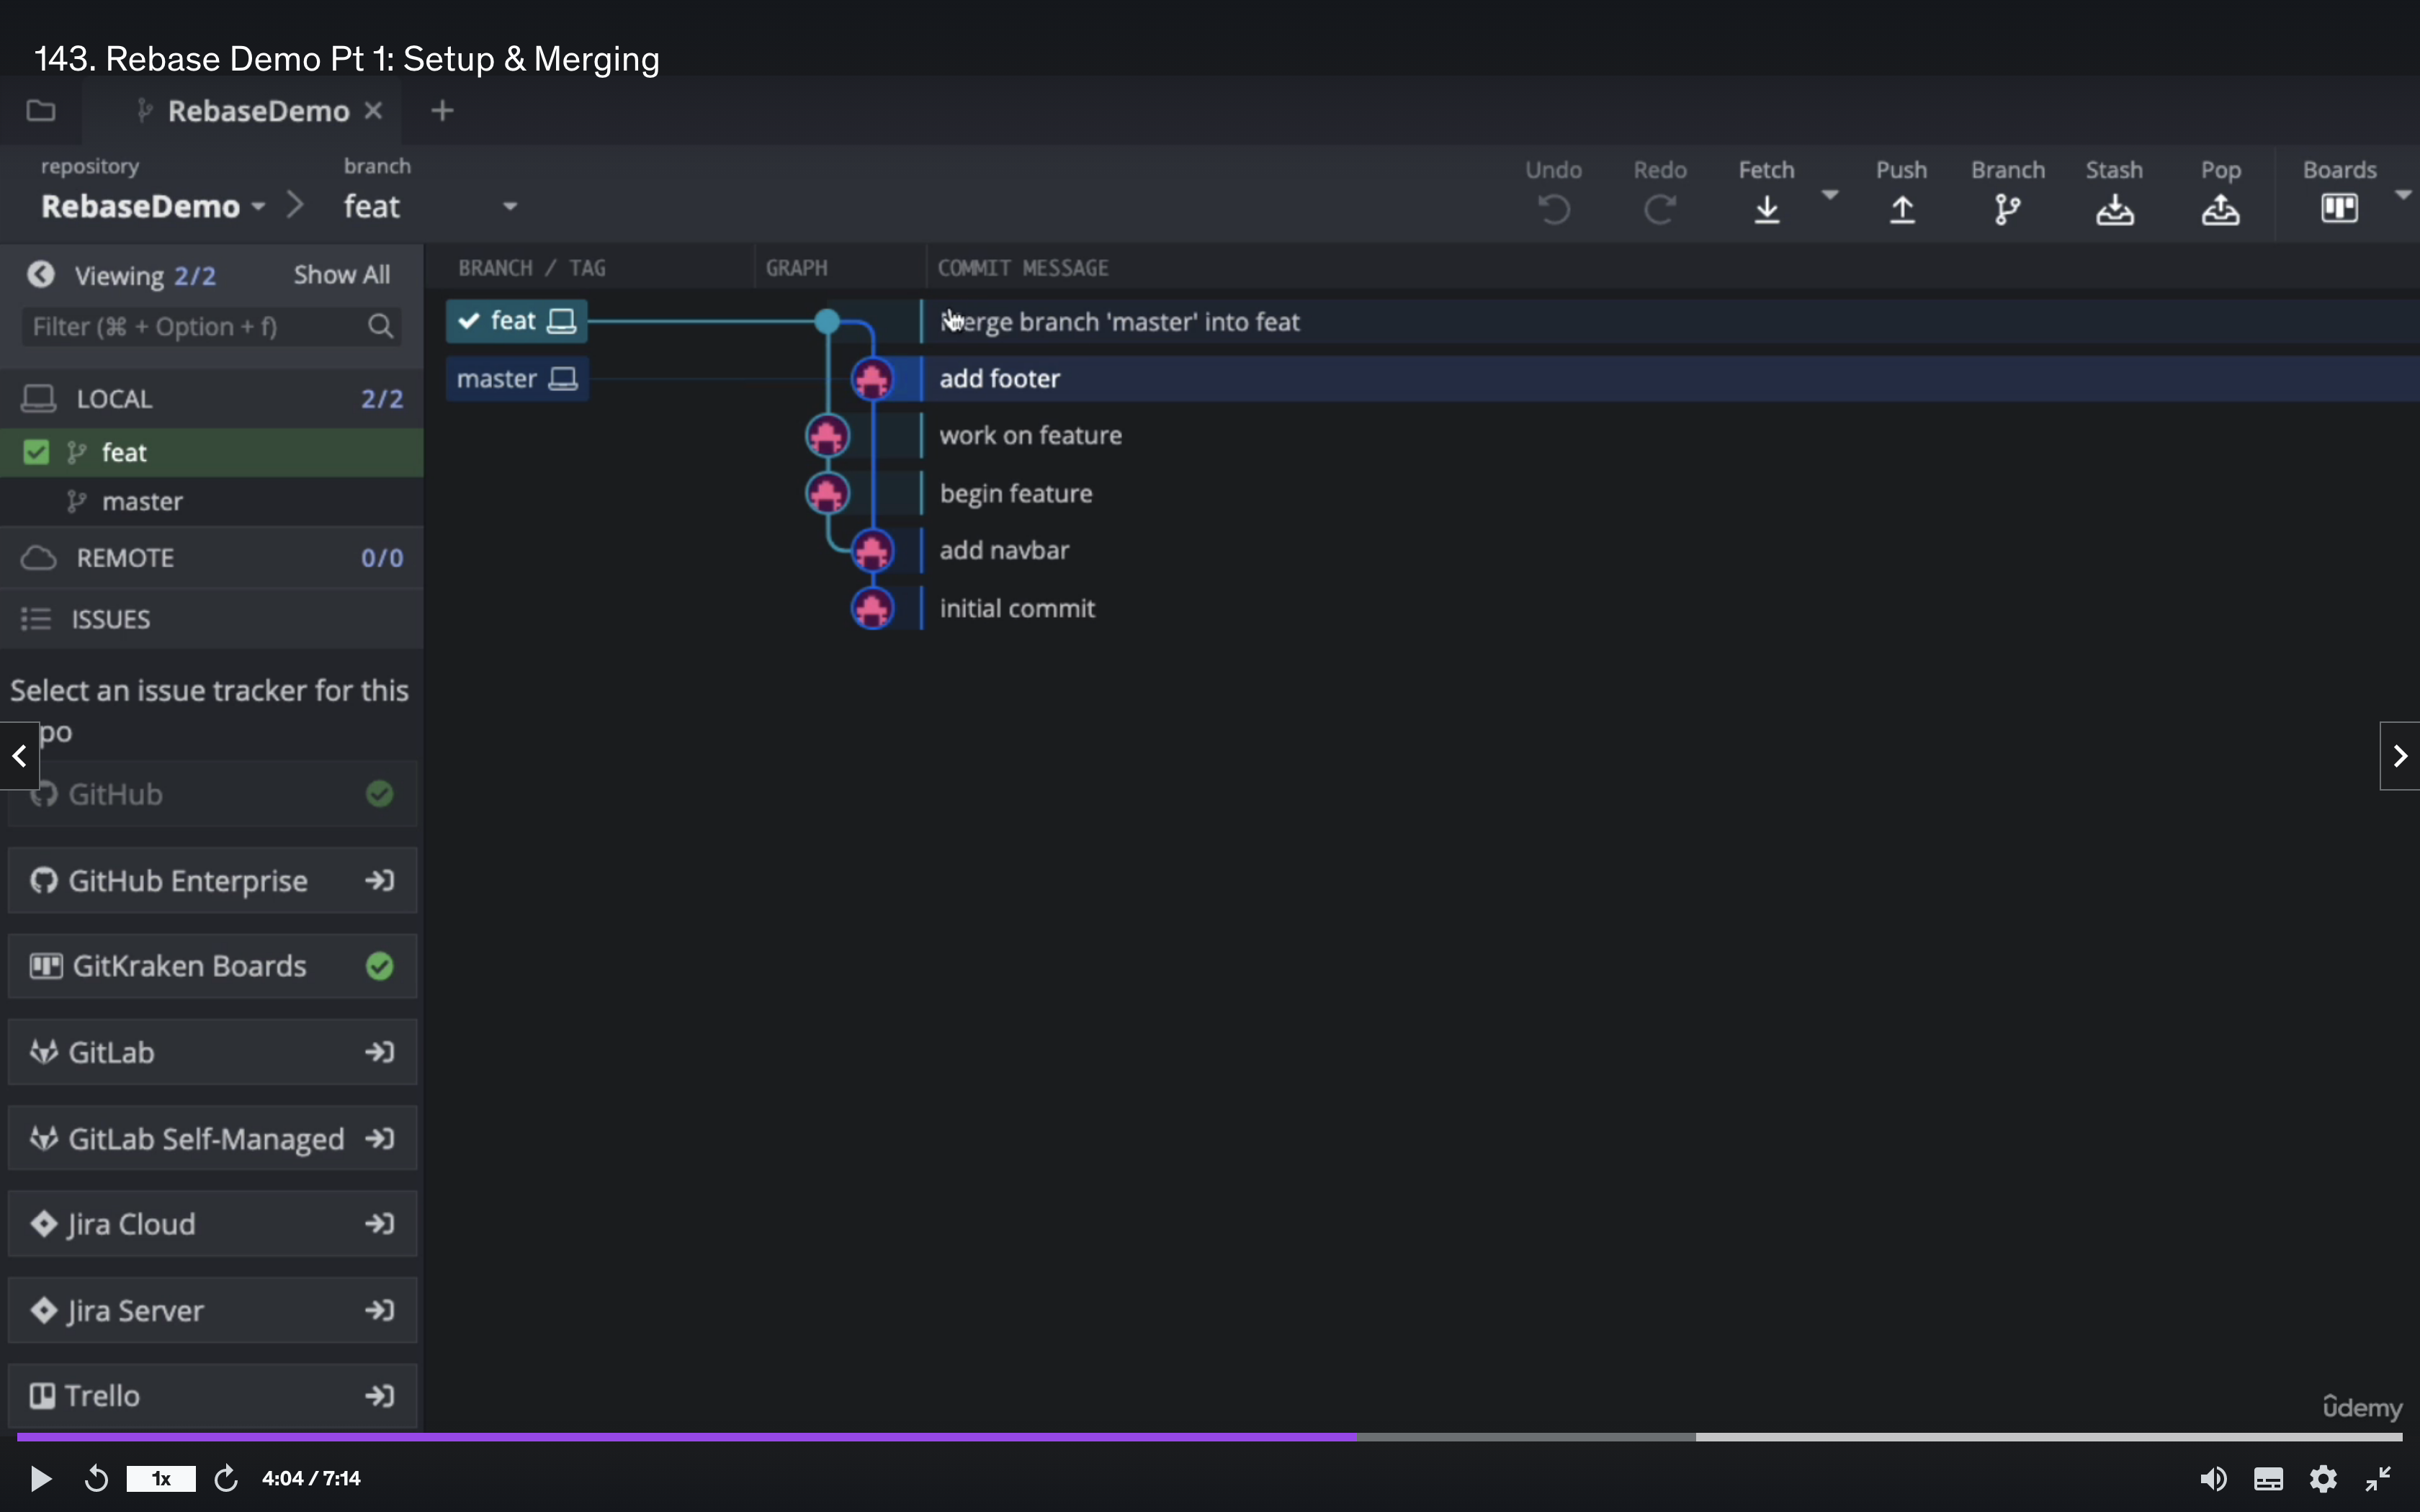 143. Rebase Demo Pt 1: Setup & Merging
RebaseDemo
repository
branch
RebaseDemo
feat
Undo
Redo
Fetch
Push
Branch
Stash
Pop
Boards
Viewing 2/2
Show All
Filter (⌘ + Option + f)
LOCAL 2/2
feat
master
REMOTE 0/0
ISSUES
Select an issue tracker for this
po
GitHub
GitHub Enterprise
GitKraken Boards
GitLab
GitLab Self-Managed
Jira Cloud
Jira Server
Trello
BRANCH / TAG
GRAPH
COMMIT MESSAGE
feat
erge branch 'master' into feat
master
add footer
work on feature
begin feature
add navbar
initial commit
ûdemy
1x
4:04 / 7:14